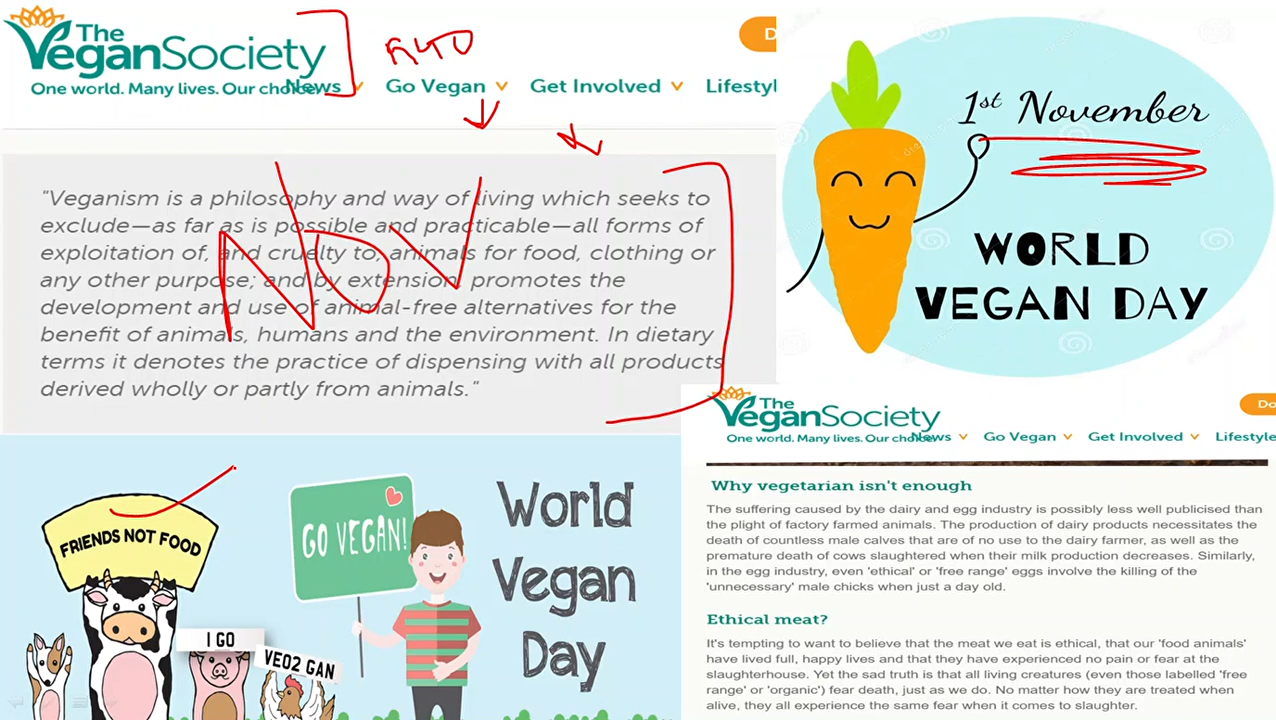 The
VeganSociety
One world. Many lives. Our choice.
News Go Vegan Get Involved Lifestyl
"Veganism is a philosophy and way of living which seeks to
exclude—as far as is possible and practicable—all forms of
exploitation of, and cruelty to, animals for food, clothing or
any other purpose; and by extension, promotes the
development and use of animal-free alternatives for the
benefit of animals, humans and the environment. In dietary
terms it denotes the practice of dispensing with all products
derived wholly or partly from animals."
NOV
1st November
WORLD
VEGAN DAY
FRIENDS NOT FOOD
I GO
VEO2 GAN
GO VEGAN!
World
Vegan
Day
The
VeganSociety
One world. Many lives. Our choice.
News Go Vegan Get Involved Lifestyle
Do
Why vegetarian isn't enough
The suffering caused by the dairy and egg industry is possibly less well publicised than
the plight of factory farmed animals. The production of dairy products necessitates the
death of countless male calves that are of no use to the dairy farmer, as well as the
premature death of cows slaughtered when their milk production decreases. Similarly,
in the egg industry, even 'ethical' or 'free range' eggs involve the killing of the
'unnecessary' male chicks when just a day old.
Ethical meat?
It's tempting to want to believe that the meat we eat is ethical, that our 'food animals'
have lived full, happy lives and that they have experienced no pain or fear at the
slaughterhouse. Yet the sad truth is that all living creatures (even those labelled 'free
range' or 'organic') fear death, just as we do. No matter how they are treated when
alive, they all experience the same fear when it comes to slaughter.